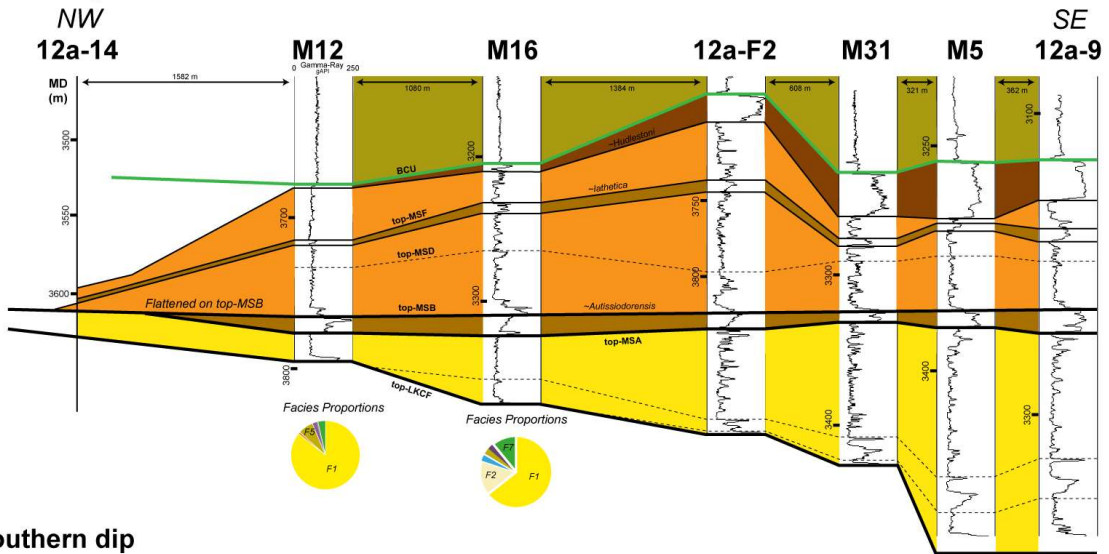 NW SE
12a-14 M12 M16 12a-F2 M31 M5 12a-9
0 Gamma-Ray 250
gAPI
MD
(m)
1582 m 1080 m 1384 m 608 m 321 m 362 m
3500
3550
3600
3700
3800
3200
3300
3750
3800
3300
3400
3250
3400
3100
3300
BCU
~Hudlestoni
~Iathetica
top-MSF
top-MSD
Flattened on top-MSB
top-MSB
~Autissiodorensis
top-MSA
top-LKCF
Facies Proportions
F5
F1
Facies Proportions
F7
F2
F1
outhern dip